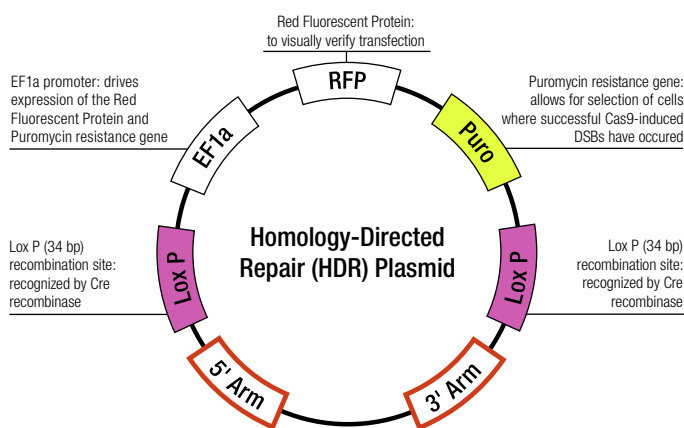 Red Fluorescent Protein:
to visually verify transfection
RFP
EF1a promoter: drives
expression of the Red
Fluorescent Protein and
Puromycin resistance gene
EF1a
Puromycin resistance gene:
allows for selection of cells
where successful Cas9-induced
DSBs have occured
Puro
Homology-Directed
Repair (HDR) Plasmid
Lox P (34 bp)
recombination site:
recognized by Cre
recombinase
Lox P
Lox P
Lox P (34 bp)
recombination site:
recognized by Cre
recombinase
5' Arm
3' Arm